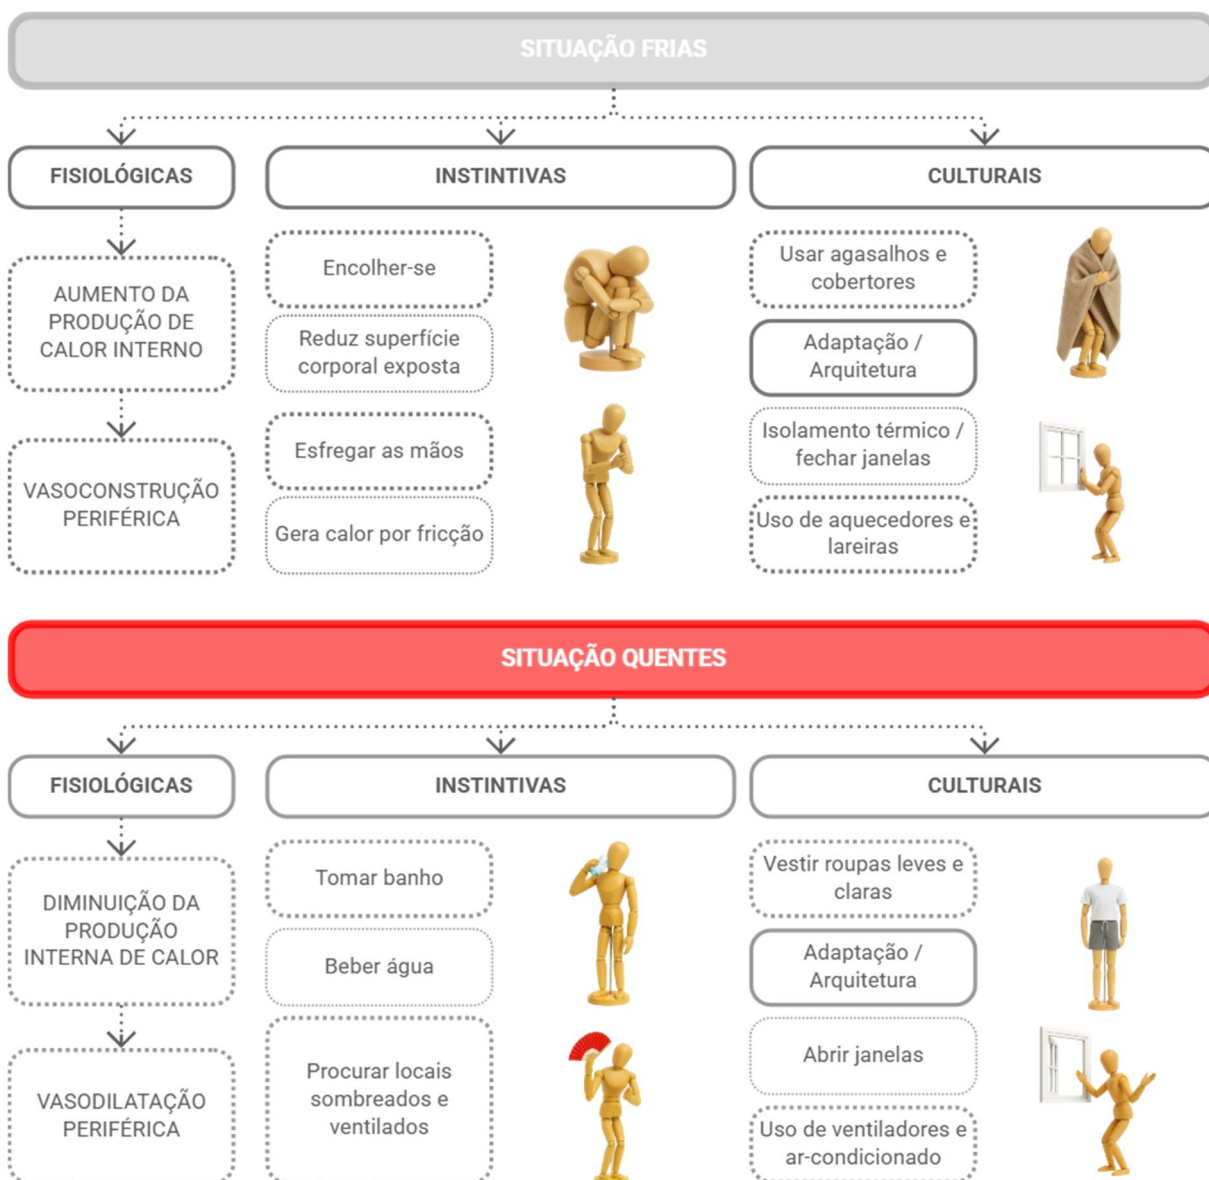 SITUAÇÃO FRIAS
FISIOLÓGICAS
INSTINTIVAS
CULTURAIS
AUMENTO DA
PRODUÇÃO DE
CALOR INTERNO
VASOCONSTRUÇÃO
PERIFÉRICA
Encolher-se
Reduz superfície
corporal exposta
Esfregar as mãos
Gera calor por fricção
Usar agasalhos e
cobertores
Adaptação /
Arquitetura
Isolamento térmico /
fechar janelas
Uso de aquecedores e
lareiras
SITUAÇÃO QUENTES
FISIOLÓGICAS
INSTINTIVAS
CULTURAIS
DIMINUIÇÃO DA
PRODUÇÃO
INTERNA DE CALOR
VASODILATAÇÃO
PERIFÉRICA
Tomar banho
Beber água
Procurar locais
sombreados e
ventilados
Vestir roupas leves e
claras
Adaptação /
Arquitetura
Abrir janelas
Uso de ventiladores e
ar-condicionado